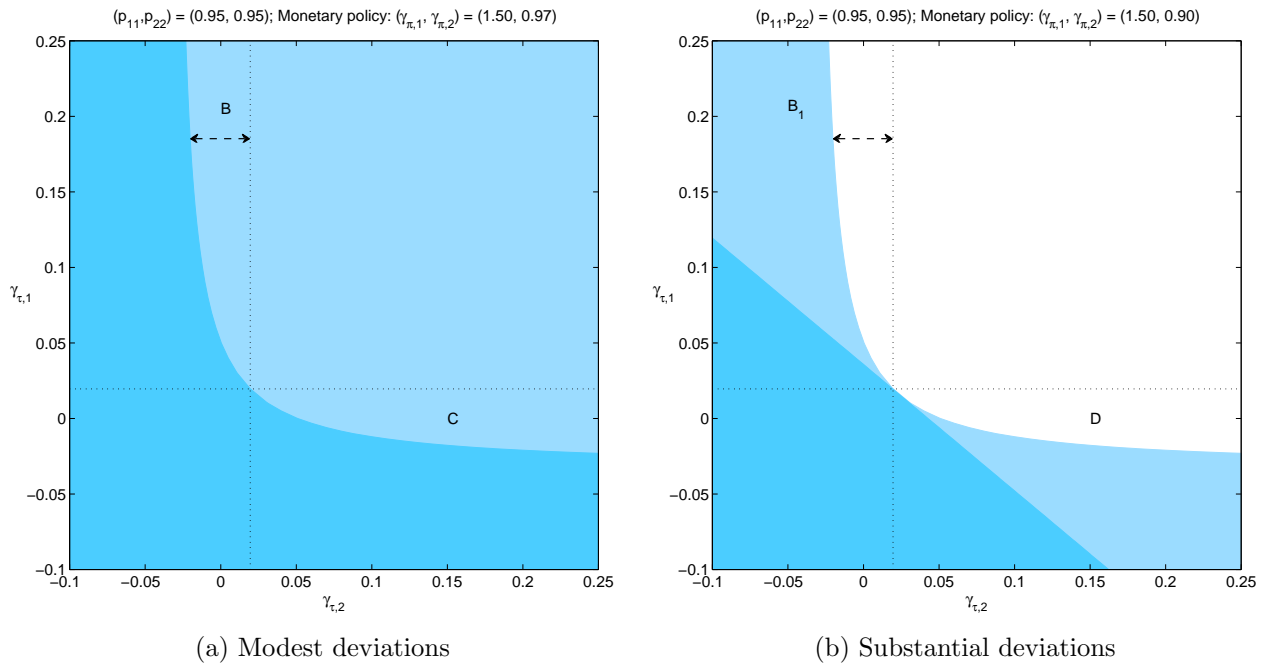 (p11,p22) = (0.95, 0.95); Monetary policy: (γπ,1, γπ,2) = (1.50, 0.97)
0.25
0.2
0.15
0.1
0.05
0
−0.05
−0.1
γτ,1
B
C
−0.1 −0.05 0 0.05 0.1 0.15 0.2 0.25
γτ,2
(a) Modest deviations
(p11,p22) = (0.95, 0.95); Monetary policy: (γπ,1, γπ,2) = (1.50, 0.90)
0.25
0.2
0.15
0.1
0.05
0
−0.05
−0.1
γτ,1
B1
D
−0.1 −0.05 0 0.05 0.1 0.15 0.2 0.25
γτ,2
(b) Substantial deviations